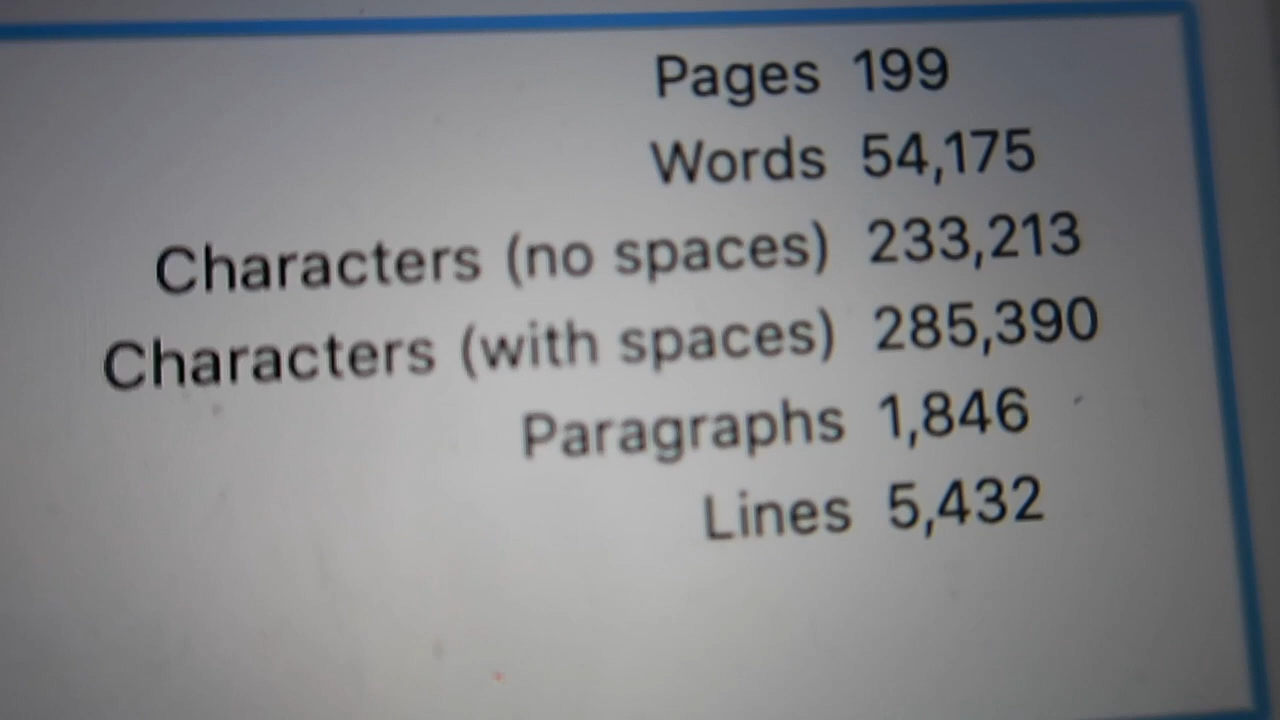 Pages 199
Words 54,175
Characters (no spaces) 233,213
Characters (with spaces) 285,390
Paragraphs 1,846
Lines 5,432